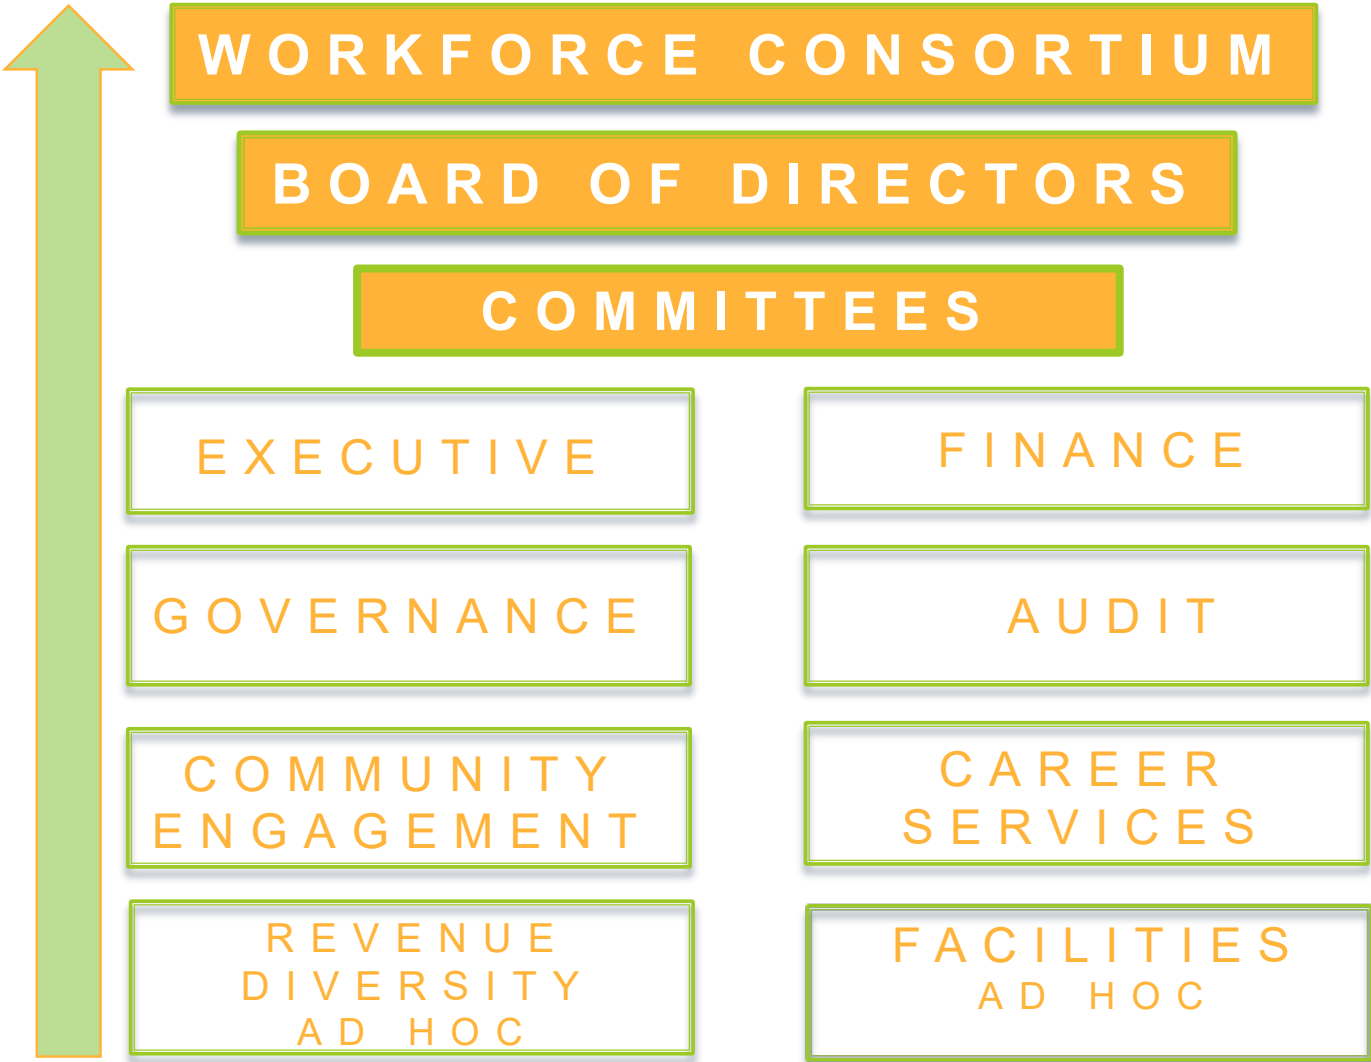 WORKFORCE CONSORTIUM
BOARD OF DIRECTORS
COMMITTEES
EXECUTIVE
FINANCE
GOVERNANCE
AUDIT
COMMUNITY
ENGAGEMENT
CAREER
SERVICES
REVENUE
DIVERSITY
AD HOC
FACILITIES
AD HOC